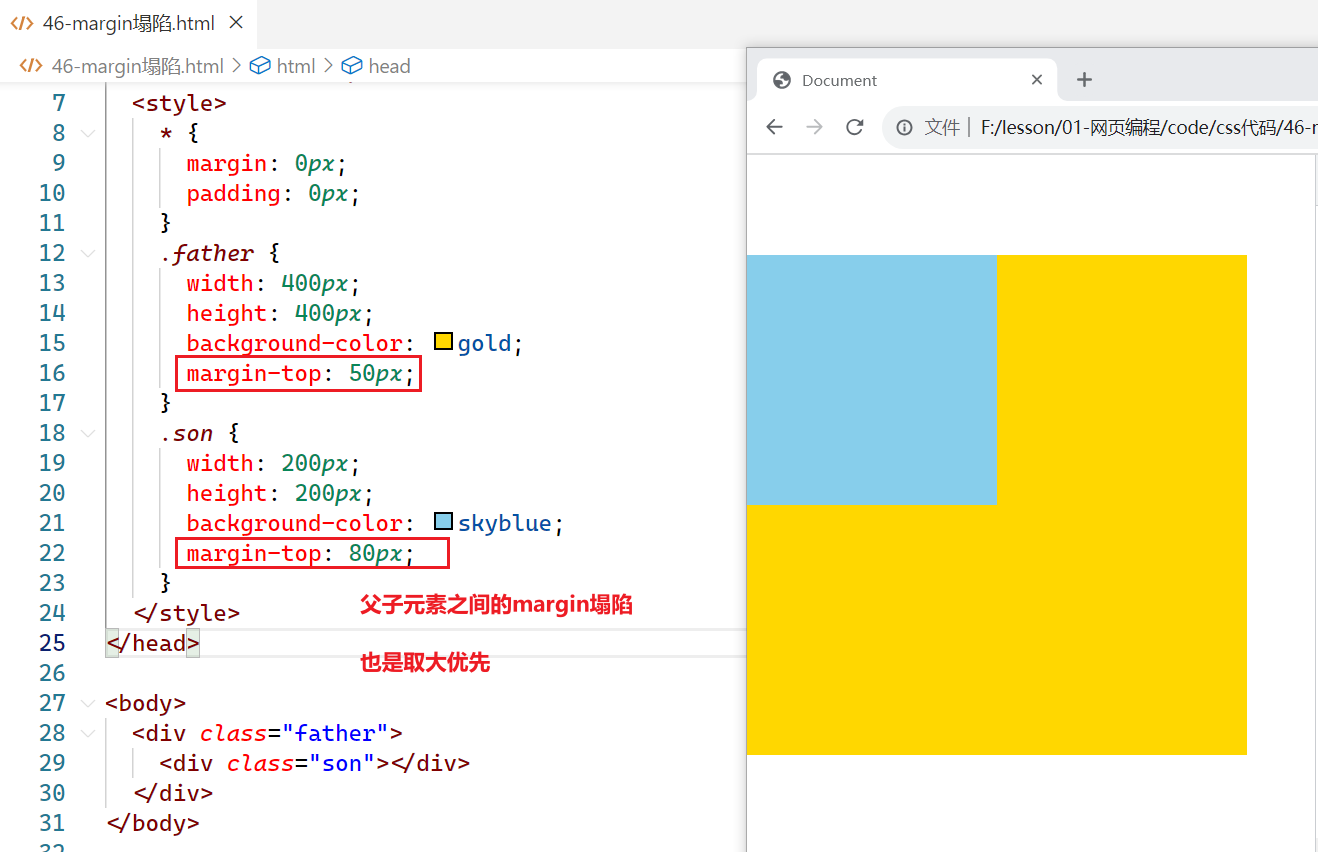 46-margin塌陷.html
46-margin塌陷.html > html > head
7 <style>
8 * {
9 margin: 0px;
10 padding: 0px;
11 }
12 .father {
13 width: 400px;
14 height: 400px;
15 background-color: gold;
16 margin-top: 50px;
17 }
18 .son {
19 width: 200px;
20 height: 200px;
21 background-color: skyblue;
22 margin-top: 80px;
23 }
24 </style>
父子元素之间的margin塌陷
25 </head>
也是取大优先
26
27 <body>
28 <div class="father">
29 <div class="son"></div>
30 </div>
31 </body>
32
Document
文件 | F:/lesson/01-网页编程/code/css代码/46-m